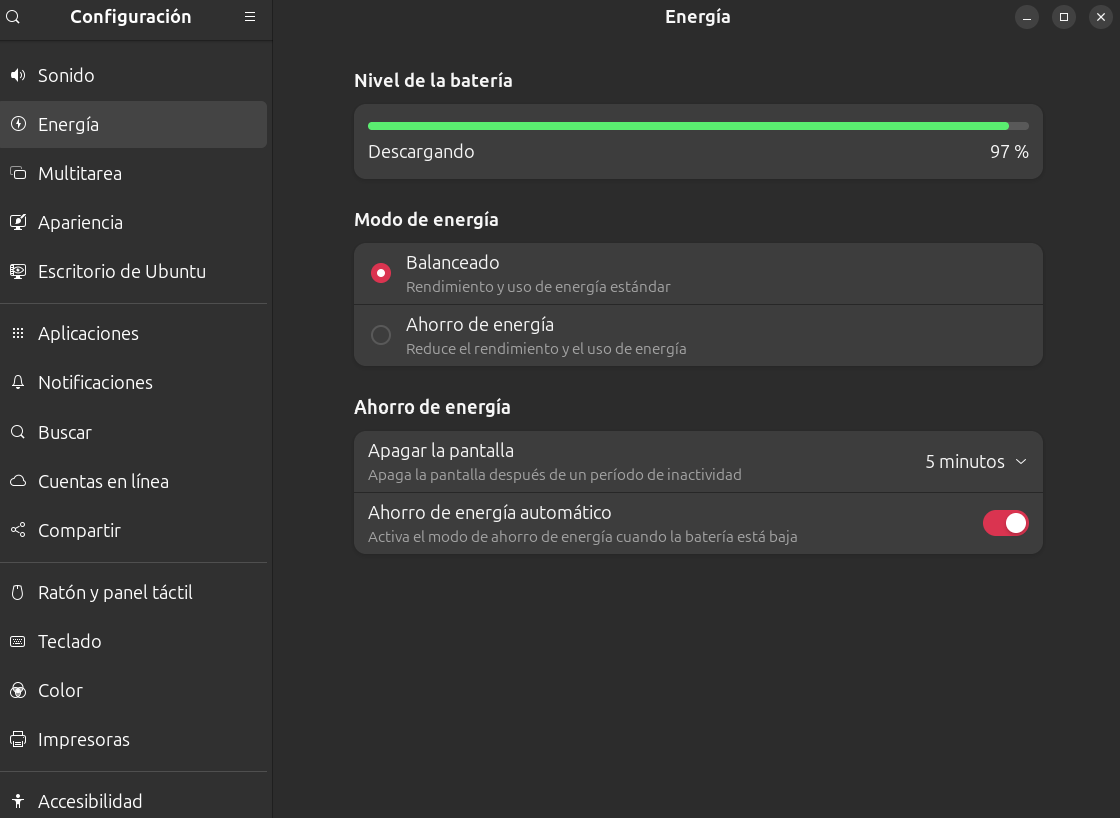 Configuración
Energía
Sonido
Energía
Multitarea
Apariencia
Escritorio de Ubuntu
Aplicaciones
Notificaciones
Buscar
Cuentas en línea
Compartir
Ratón y panel táctil
Teclado
Color
Impresoras
Accesibilidad
Nivel de la batería
Descargando 97 %
Modo de energía
Balanceado
Rendimiento y uso de energía estándar
Ahorro de energía
Reduce el rendimiento y el uso de energía
Ahorro de energía
Apagar la pantalla
Apaga la pantalla después de un período de inactividad
5 minutos
Ahorro de energía automático
Activa el modo de ahorro de energía cuando la batería está baja